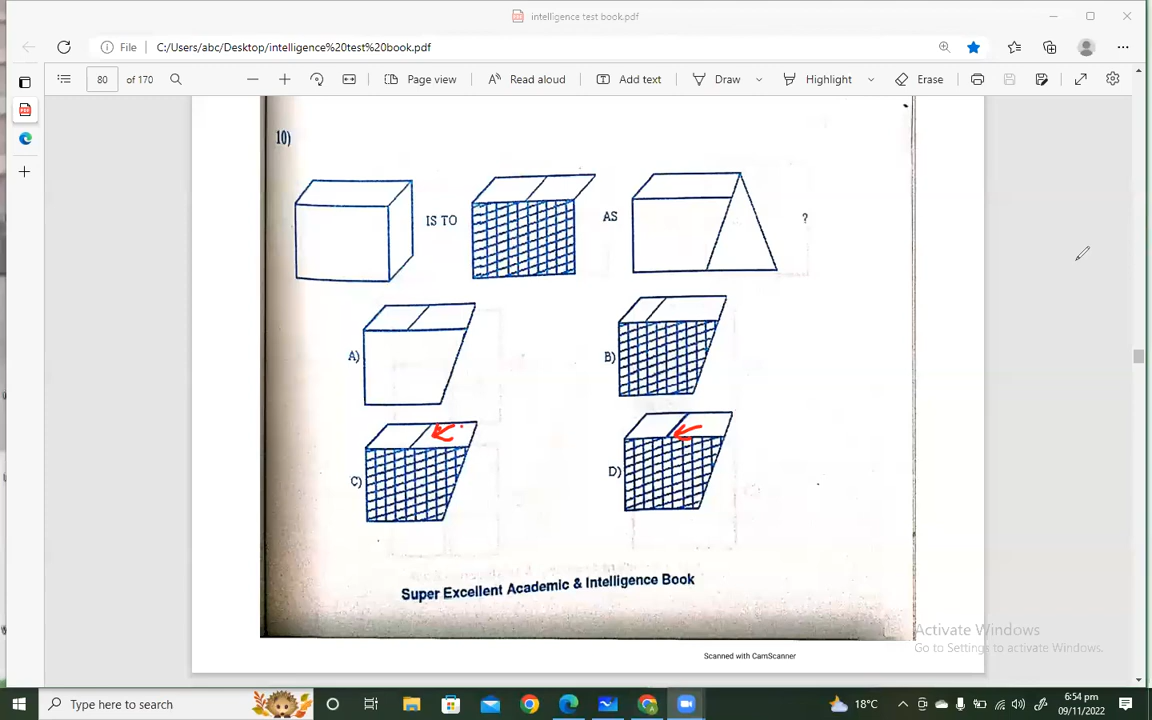 intelligence test book.pdf
File C:/Users/abc/Desktop/intelligence%20test%20book.pdf
80 of 170 Page view Read aloud Add text Draw Highlight Erase
10)
IS TO AS ?
A) B)
C) D)
Super Excellent Academic & Intelligence Book
Activate Windows
Go to Settings to activate Windows.
Scanned with CamScanner
Type here to search
18°C
6:54 pm
09/11/2022